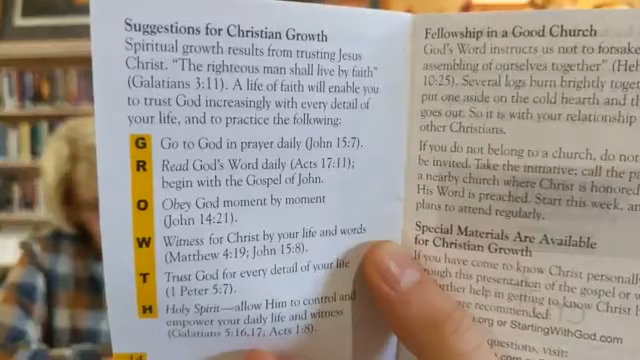 Suggestions for Christian Growth
Spiritual growth results from trusting Jesus
Christ. "The righteous man shall live by faith"
(Galatians 3:11). A life of faith will enable you
to trust God increasingly with every detail of
your life, and to practice the following:
G Go to God in prayer daily (John 15:7).
R Read God's Word daily (Acts 17:11);
begin with the Gospel of John.
O Obey God moment by moment
(John 14:21).
W Witness for Christ by your life and words
(Matthew 4:19; John 15:8).
T Trust God for every detail of your life
(1 Peter 5:7).
H Holy Spirit—allow Him to control and
empower your daily life and witness
(Galatians 5:16,17; Acts 1:8).
14
Fellowship in a Good Church
God's Word instructs us not to forsake
assembling of ourselves together" (Heb
10:25). Several logs burn brightly toget
put one aside on the cold hearth and th
goes out. So it is with your relationship
other Christians.
If you do not belong to a church, do not
be invited. Take the initiative; call the pa
a nearby church where Christ is honored
His Word is preached. Start this week, an
plans to attend regularly.
Special Materials Are Available
for Christian Growth
If you have come to know Christ personall
rough this presentation of the gospel or w
further help in getting to know Christ
are recommended.
.org or StartingWithGod.com
questions, visit: